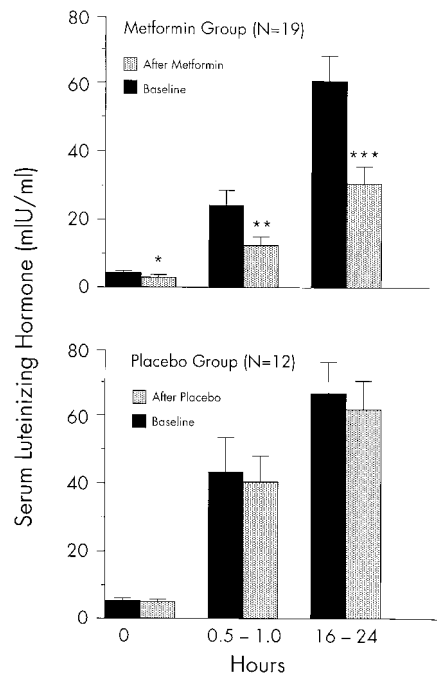 Metformin Group (N=19)
After Metformin
Baseline
80
60
40
20
0
*
**
***
Serum Luteinizing Hormone (mIU/ml)
Placebo Group (N=12)
After Placebo
Baseline
80
60
40
20
0
0 0.5 – 1.0 16 – 24
Hours